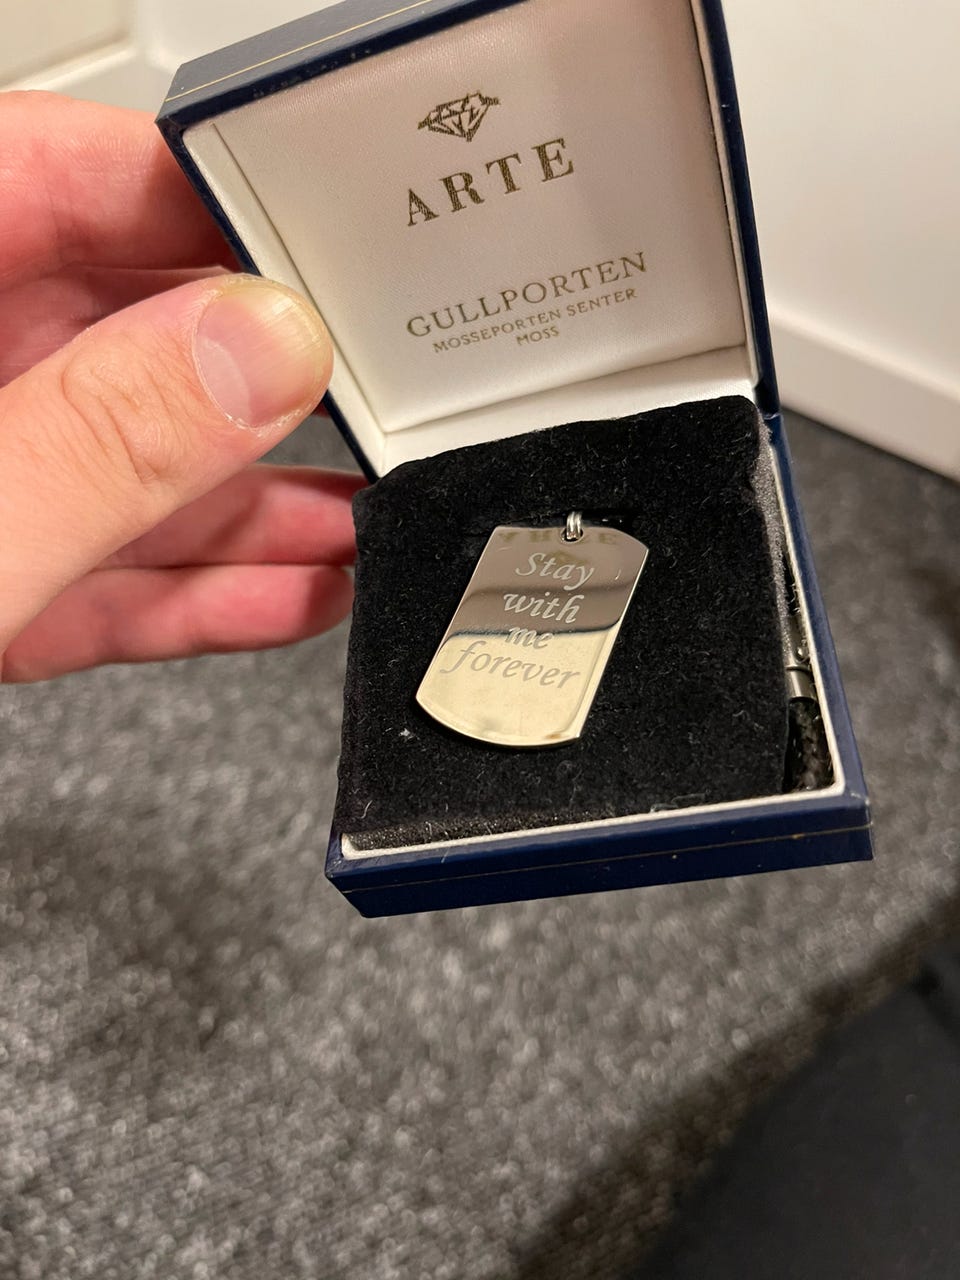 ARTE
GULLPORTEN
MOSSEPORTEN SENTER
MOSS
Stay
with
me
forever